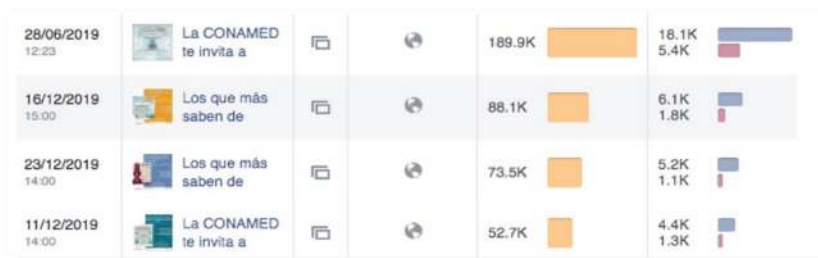 28/06/2019 La CONAMED 189.9K 18.1K
12:23 te invita a 5.4K
16/12/2019 Los que más 88.1K 6.1K
15:00 saben de 1.8K
23/12/2019 Los que más 73.5K 5.2K
14:00 saben de 1.1K
11/12/2019 La CONAMED 52.7K 4.4K
14:00 te invita a 1.3K